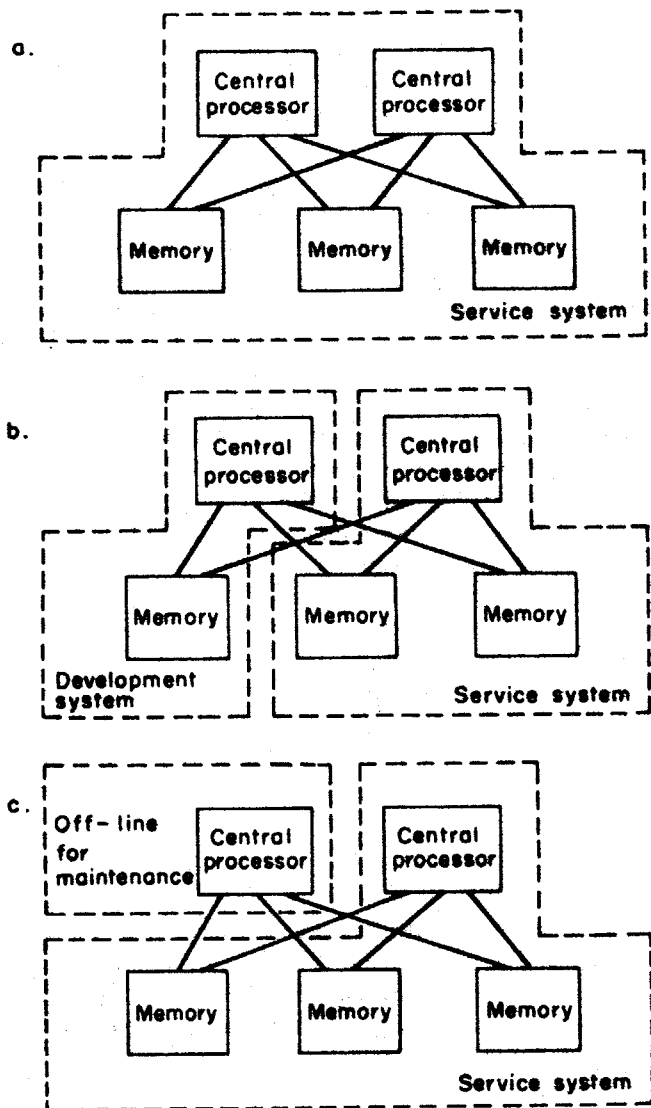 a.
Central
processor
Central
processor
Memory
Memory
Memory
Service system
b.
Central
processor
Central
processor
Memory
Memory
Memory
Development
system
Service system
c.
Off-line
for
maintenance
Central
processor
Central
processor
Memory
Memory
Memory
Service system